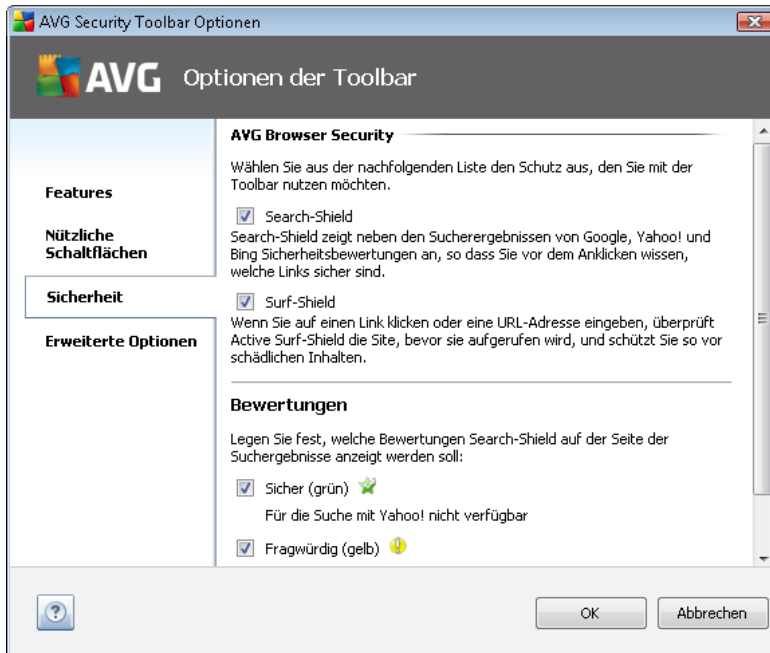 AVG Security Toolbar Optionen
AVG Optionen der Toolbar
Features
Nützliche
Schaltflächen
Sicherheit
Erweiterte Optionen
AVG Browser Security
Wählen Sie aus der nachfolgenden Liste den Schutz aus, den Sie mit der
Toolbar nutzen möchten.
Search-Shield
Search-Shield zeigt neben den Sucherergebnissen von Google, Yahoo! und
Bing Sicherheitsbewertungen an, so dass Sie vor dem Anklicken wissen,
welche Links sicher sind.
Surf-Shield
Wenn Sie auf einen Link klicken oder eine URL-Adresse eingeben, überprüft
Active Surf-Shield die Site, bevor sie aufgerufen wird, und schützt Sie so vor
schädlichen Inhalten.
Bewertungen
Legen Sie fest, welche Bewertungen Search-Shield auf der Seite der
Suchergebnisse anzeigt werden soll:
Sicher (grün)
Für die Suche mit Yahoo! nicht verfügbar
Fragwürdig (gelb)
?
OK
Abbrechen